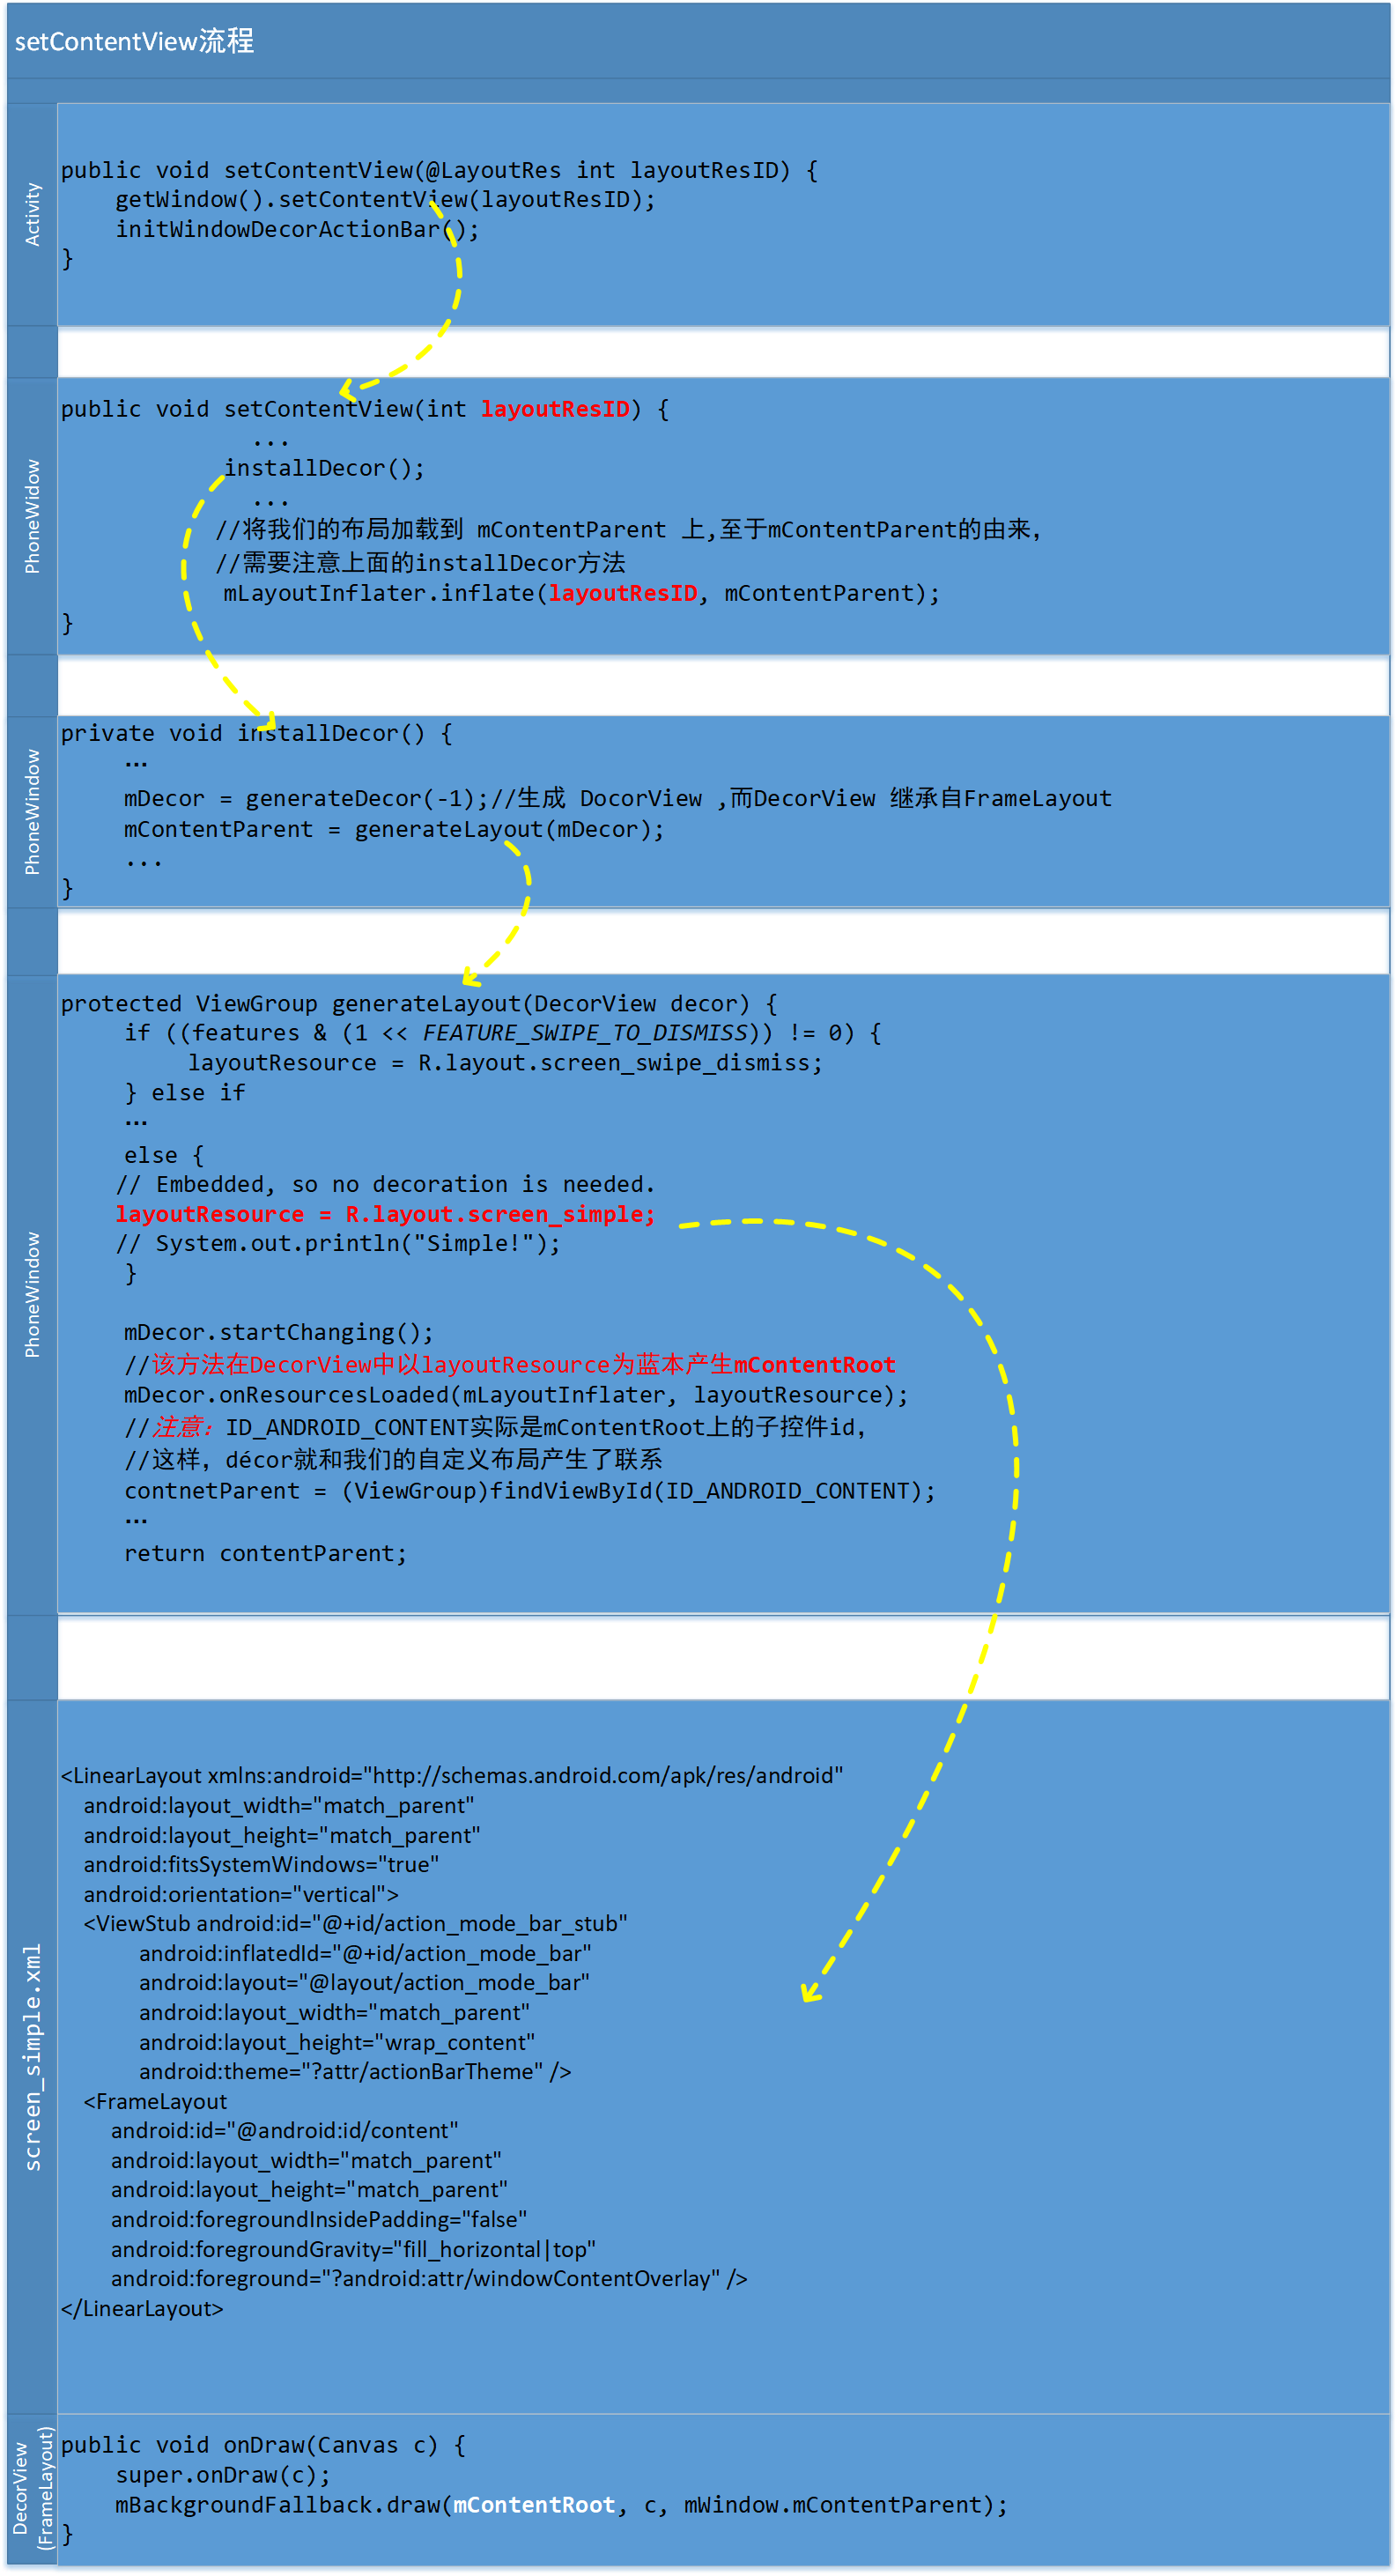 setContentView流程
Activity
public void setContentView(@LayoutRes int layoutResID) {
getWindow().setContentView(layoutResID);
initWindowDecorActionBar();
}
PhoneWidow
public void setContentView(int layoutResID) {
...
installDecor();
...
//将我们的布局加载到 mContentParent 上,至于mContentParent的由来，
//需要注意上面的installDecor方法
mLayoutInflater.inflate(layoutResID, mContentParent);
}
PhoneWindow
private void installDecor() {
…
mDecor = generateDecor(-1);//生成 DocorView ,而DecorView 继承自FrameLayout
mContentParent = generateLayout(mDecor);
...
}
PhoneWindow
protected ViewGroup generateLayout(DecorView decor) {
if ((features & (1 << FEATURE_SWIPE_TO_DISMISS)) != 0) {
layoutResource = R.layout.screen_swipe_dismiss;
} else if
…
else {
// Embedded, so no decoration is needed.
layoutResource = R.layout.screen_simple;
// System.out.println("Simple!");
}
mDecor.startChanging();
//该方法在DecorView中以layoutResource为蓝本产生mContentRoot
mDecor.onResourcesLoaded(mLayoutInflater, layoutResource);
//注意：ID_ANDROID_CONTENT实际是mContentRoot上的子控件id，
//这样，décor就和我们的自定义布局产生了联系
contnetParent = (ViewGroup)findViewById(ID_ANDROID_CONTENT);
…
return contentParent;
screen_simple.xml
<LinearLayout xmlns:android="http://schemas.android.com/apk/res/android"
android:layout_width="match_parent"
android:layout_height="match_parent"
android:fitsSystemWindows="true"
android:orientation="vertical">
<ViewStub android:id="@+id/action_mode_bar_stub"
android:inflatedId="@+id/action_mode_bar"
android:layout="@layout/action_mode_bar"
android:layout_width="match_parent"
android:layout_height="wrap_content"
android:theme="?attr/actionBarTheme" />
<FrameLayout
android:id="@android:id/content"
android:layout_width="match_parent"
android:layout_height="match_parent"
android:foregroundInsidePadding="false"
android:foregroundGravity="fill_horizontal|top"
android:foreground="?android:attr/windowContentOverlay" />
</LinearLayout>
DecorView
(FrameLayout)
public void onDraw(Canvas c) {
super.onDraw(c);
mBackgroundFallback.draw(mContentRoot, c, mWindow.mContentParent);
}